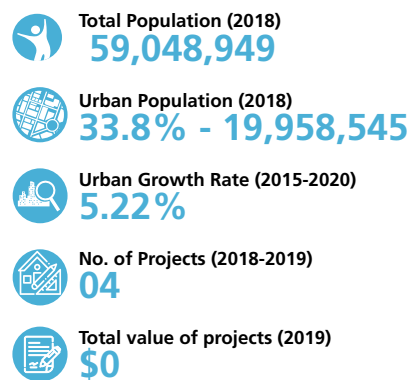 Total Population (2018)
59,048,949
Urban Population (2018)
33.8% - 19,958,545
Urban Growth Rate (2015-2020)
5.22%
No. of Projects (2018-2019)
04
Total value of projects (2019)
$0